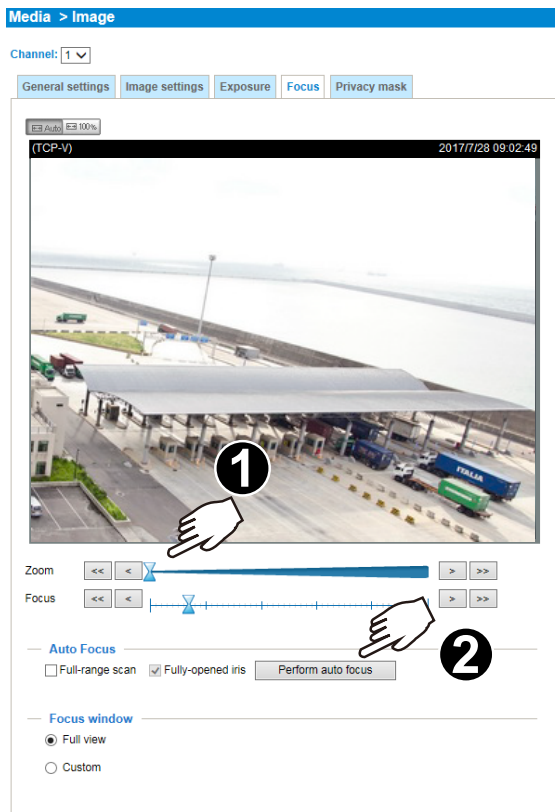 Media > Image
Channel: 1
General settings Image settings Exposure Focus Privacy mask
Auto 100%
(TCP-V) 2017/7/28 09:02:49
ITALIA
1
Zoom << < > >>
Focus << < > >>
2
Auto Focus
Full-range scan Fully-opened iris Perform auto focus
Focus window
Full view
Custom